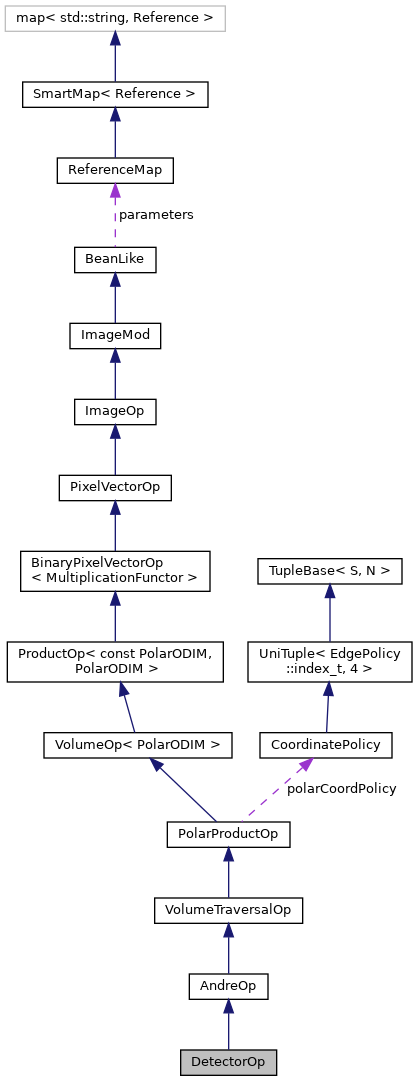 map< std::string, Reference >
SmartMap< Reference >
ReferenceMap
parameters
BeanLike
ImageMod
ImageOp
PixelVectorOp
BinaryPixelVectorOp
< MultiplicationFunctor >
TupleBase< S, N >
ProductOp< const PolarODIM,
PolarODIM >
UniTuple< EdgePolicy
::index_t, 4 >
VolumeOp< PolarODIM >
CoordinatePolicy
polarCoordPolicy
PolarProductOp
VolumeTraversalOp
AndreOp
DetectorOp